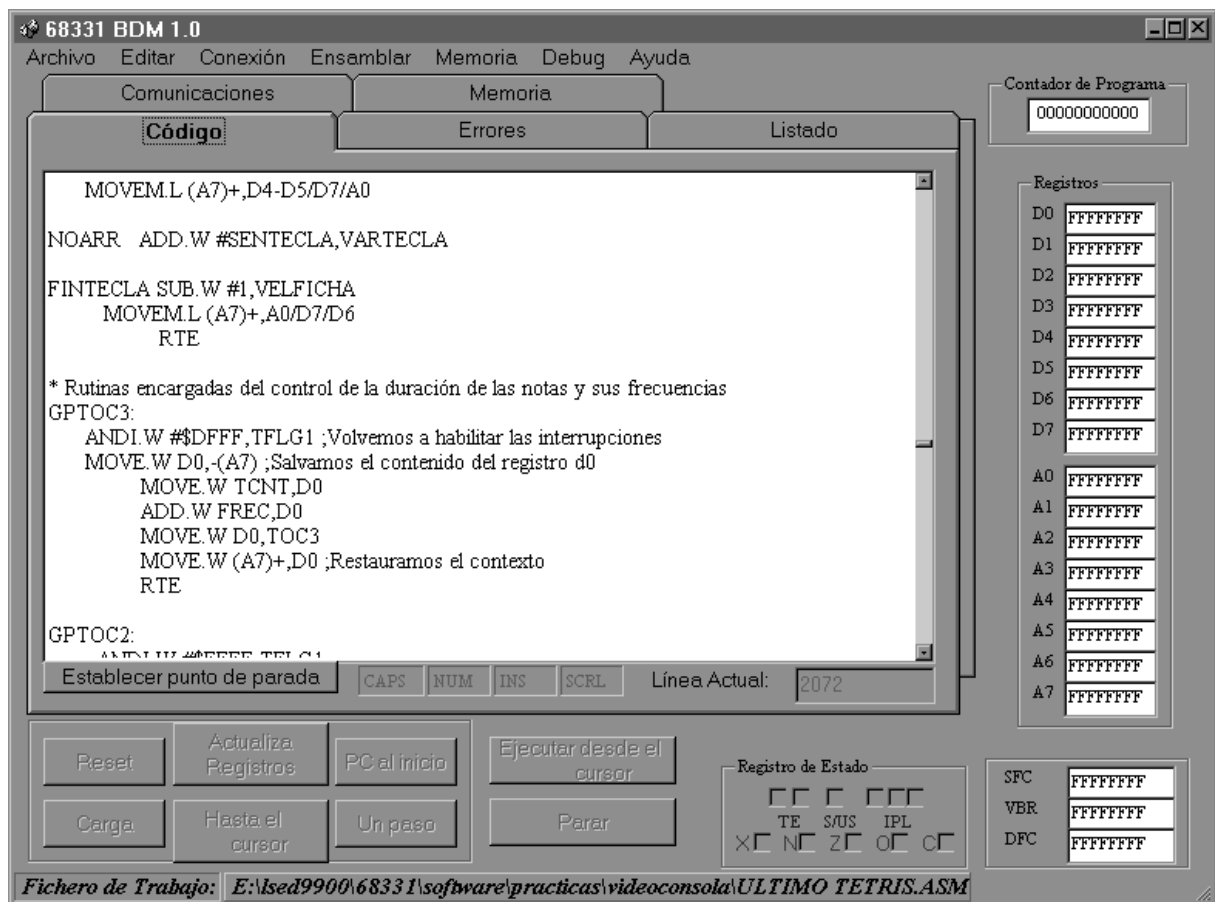 68331 BDM 1.0
Archivo Editar Conexión Ensamblar Memoria Debug Ayuda
Comunicaciones Memoria
Código Errores Listado
MOVEM.L (A7)+,D4-D5/D7/A0
NOARR ADD.W #SENTECLA,VARTECLA
FINTECLA SUB.W #1,VELFICHA
MOVEM.L (A7)+,A0/D7/D6
RTE
* Rutinas encargadas del control de la duración de las notas y sus frecuencias
GPTOC3:
ANDI.W #$DFFF,TFLG1 ;Volvemos a habilitar las interrupciones
MOVE.W D0,-(A7) ;Salvamos el contenido del registro d0
MOVE.W TCNT,D0
ADD.W FREC,D0
MOVE.W D0,TOC3
MOVE.W (A7)+,D0 ;Restauramos el contexto
RTE
GPTOC2:
Establecer punto de parada CAPS NUM INS SCRL Línea Actual: 2072
Contador de Programa
00000000000
Registros
D0 FFFFFFFF
D1 FFFFFFFF
D2 FFFFFFFF
D3 FFFFFFFF
D4 FFFFFFFF
D5 FFFFFFFF
D6 FFFFFFFF
D7 FFFFFFFF
A0 FFFFFFFF
A1 FFFFFFFF
A2 FFFFFFFF
A3 FFFFFFFF
A4 FFFFFFFF
A5 FFFFFFFF
A6 FFFFFFFF
A7 FFFFFFFF
Reset Actualiza Registros PC al inicio Ejecutar desde el cursor
Carga Hasta el cursor Un paso Parar
Registro de Estado
TE S/US IPL
X N Z O C
SFC FFFFFFFF
VBR FFFFFFFF
DFC FFFFFFFF
Fichero de Trabajo: E:\lsed9900\68331\software\practicas\videoconsola\ULTIMO TETRIS.ASM